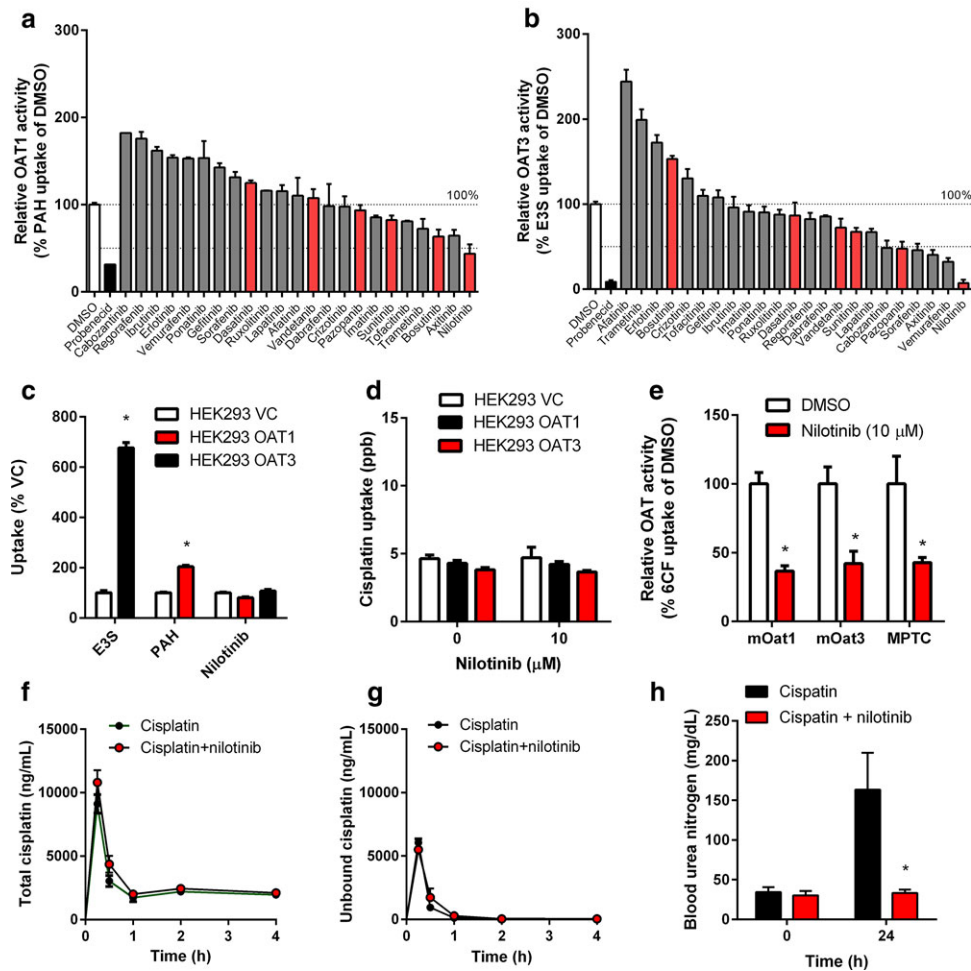 a
Relative OAT1 activity
(% PAH uptake of DMSO)
300
200
100
0
100%
DMSO
Probenecid
Cabozantinib
Regorafenib
Ibrutinib
Erlotinib
Vemurafenib
Ponatinib
Gefitinib
Sorafenib
Dasatinib
Ruxolitinib
Lapatinib
Afatinib
Vandetanib
Dabrafenib
Crizotinib
Pazopanib
Imatinib
Sunitinib
Tofacitinib
Trametinib
Bosutinib
Axitinib
Nilotinib
b
Relative OAT3 activity
(% E3S uptake of DMSO)
300
200
100
0
100%
DMSO
Probenecid
Afatinib
Trametinib
Erlotinib
Bosutinib
Crizotinib
Tofacitinib
Gefitinib
Ibrutinib
Imatinib
Ponatinib
Ruxolitinib
Dasatinib
Regorafenib
Dabrafenib
Vandetanib
Sunitinib
Lapatinib
Cabozantinib
Pazopanib
Sorafenib
Axitinib
Vemurafenib
Nilotinib
c
Uptake (% VC)
800
600
400
200
0
*
*
HEK293 VC
HEK293 OAT1
HEK293 OAT3
E3S
PAH
Nilotinib
d
HEK293 VC
HEK293 OAT1
HEK293 OAT3
Cisplatin uptake (ppb)
15
10
5
0
0
10
Nilotinib (µM)
e
DMSO
Nilotinib (10 µM)
Relative OAT activity
(% 6CF uptake of DMSO)
150
100
50
0
*
*
*
mOat1
mOat3
MPTC
f
Cisplatin
Cisplatin+nilotinib
Total cisplatin (ng/mL)
15000
10000
5000
0
0
1
2
3
4
Time (h)
g
Cisplatin
Cisplatin+nilotinib
Unbound cisplatin (ng/mL)
15000
10000
5000
0
0
1
2
3
4
Time (h)
h
Cispatin
Cispatin + nilotinib
Blood urea nitrogen (mg/dL)
250
200
150
100
50
0
*
0
24
Time (h)